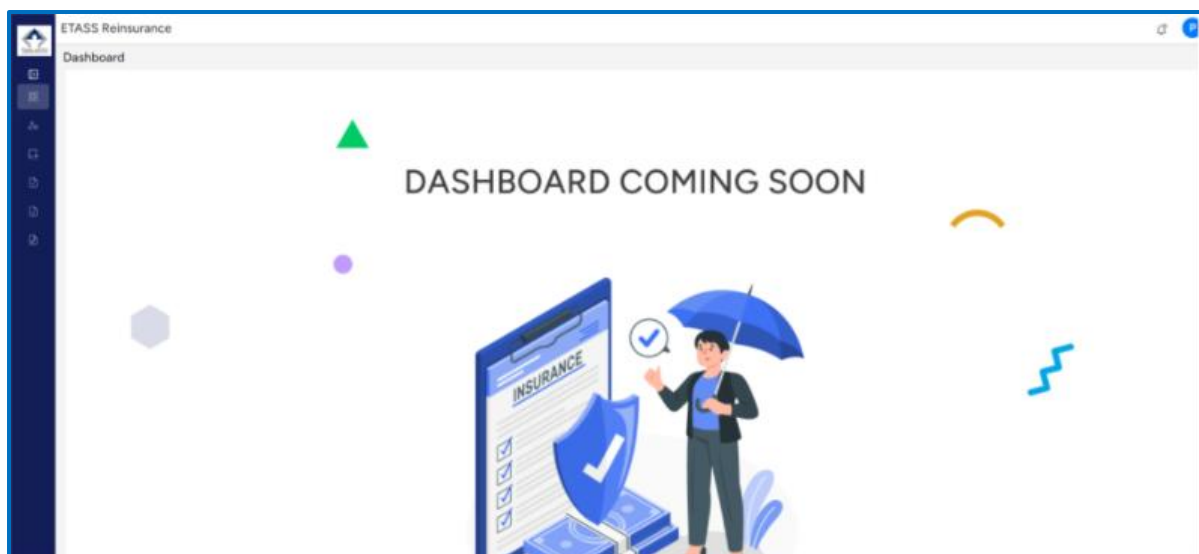 ETASS Reinsurance
P
Dashboard
DASHBOARD COMING SOON
INSURANCE